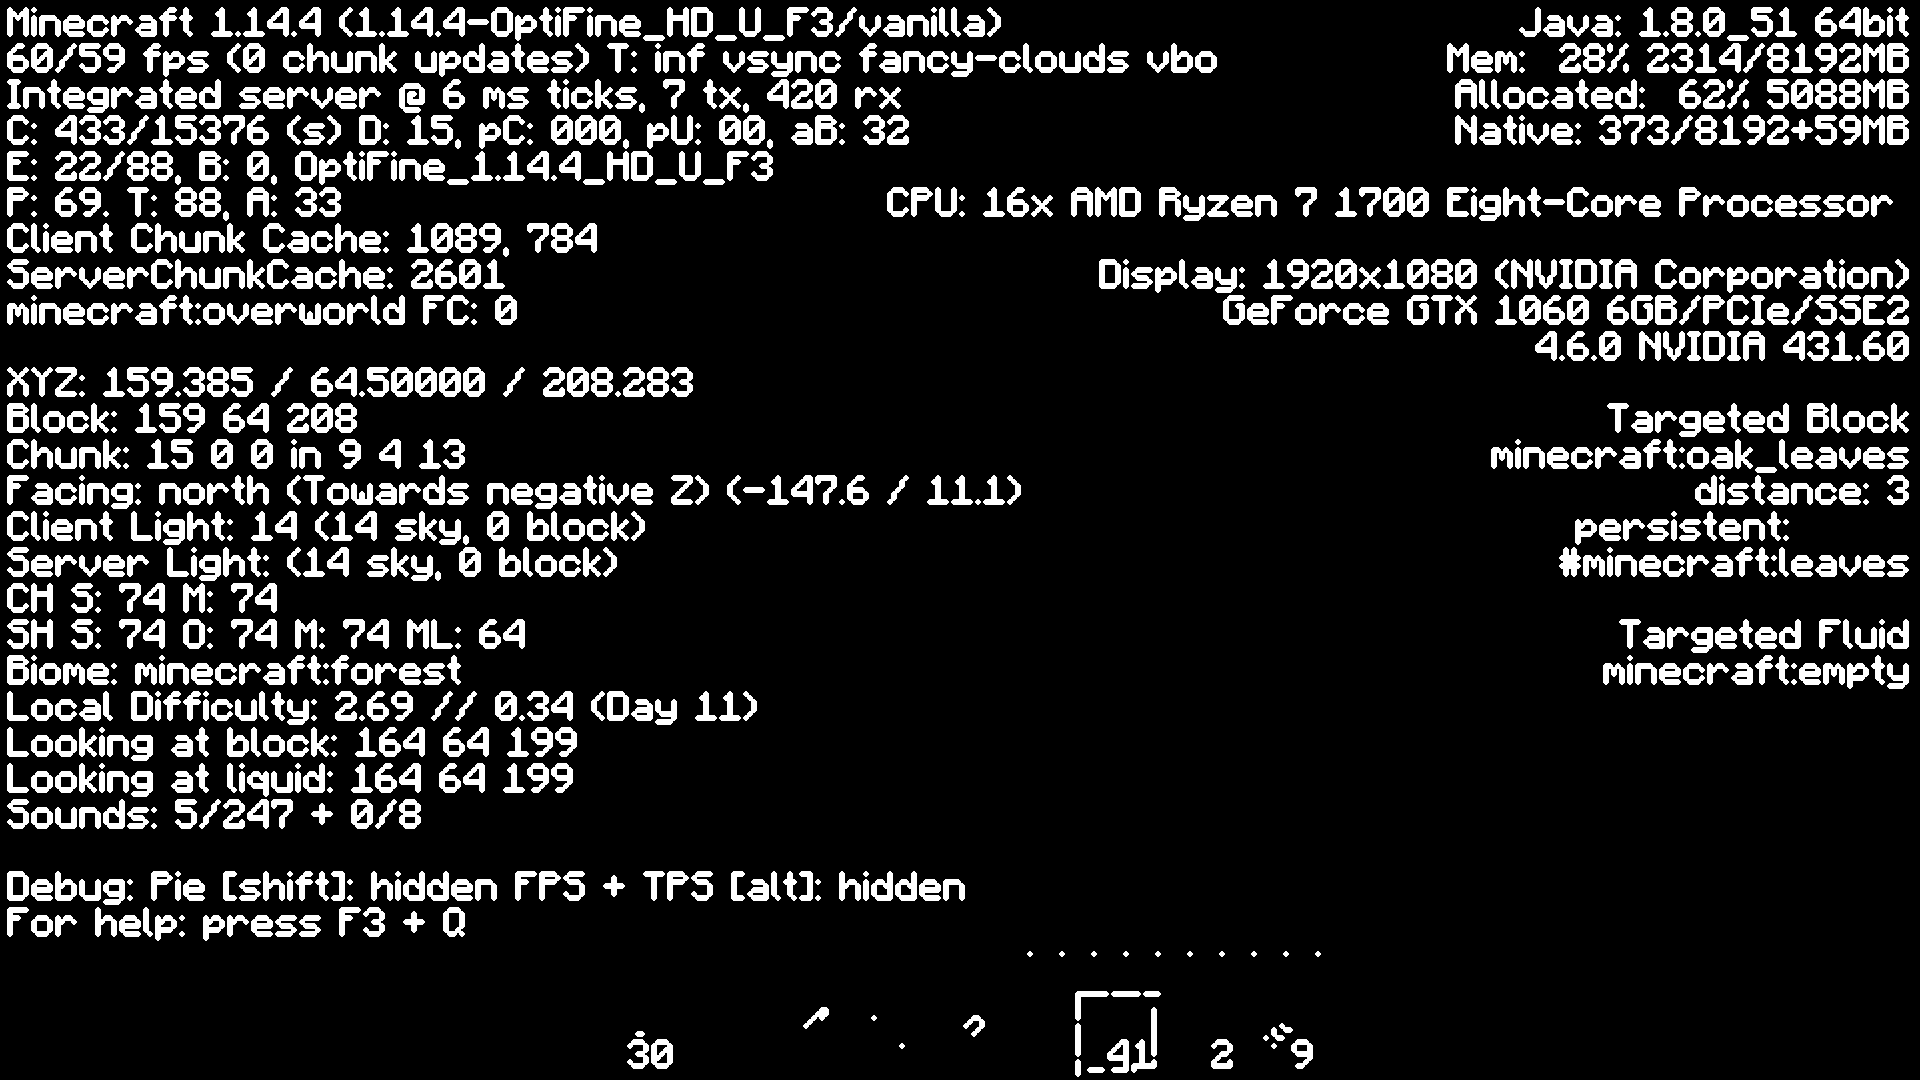 Minecraft 1.14.4 (1.14.4-OptiFine_HD_U_F3/vanilla)
60/59 fps (0 chunk updates) T: inf vsync fancy-clouds vbo
Integrated server @ 6 ms ticks, 7 tx, 420 rx
C: 433/15376 (s) D: 15, pC: 000, pU: 00, aB: 32
E: 22/88, B: 0, OptiFine_1.14.4_HD_U_F3
P: 69. T: 88, A: 33
Client Chunk Cache: 1089, 784
ServerChunkCache: 2601
minecraft:overworld FC: 0
XYZ: 159.385 / 64.50000 / 208.283
Block: 159 64 208
Chunk: 15 0 0 in 9 4 13
Facing: north (Towards negative Z) (-147.6 / 11.1)
Client Light: 14 (14 sky, 0 block)
Server Light: (14 sky, 0 block)
CH S: 74 M: 74
SH S: 74 O: 74 M: 74 ML: 64
Biome: minecraft:forest
Local Difficulty: 2.69 // 0.34 (Day 11)
Looking at block: 164 64 199
Looking at liquid: 164 64 199
Sounds: 5/247 + 0/8
Debug: Pie [shift]: hidden FPS + TPS [alt]: hidden
For help: press F3 + Q
Java: 1.8.0_51 64bit
Mem: 28% 2314/8192MB
Allocated: 62% 5088MB
Native: 373/8192+59MB
CPU: 16x AMD Ryzen 7 1700 Eight-Core Processor
Display: 1920x1080 (NVIDIA Corporation)
GeForce GTX 1060 6GB/PCIe/SSE2
4.6.0 NVIDIA 431.60
Targeted Block
minecraft:oak_leaves
distance: 3
persistent:
#minecraft:leaves
Targeted Fluid
minecraft:empty
30 41 2 9